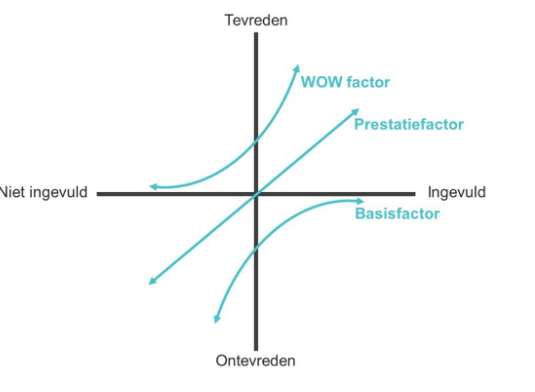 Tevreden
WOW factor
Prestatiefactor
Niet ingevuld
Ingevuld
Basisfactor
Ontevreden